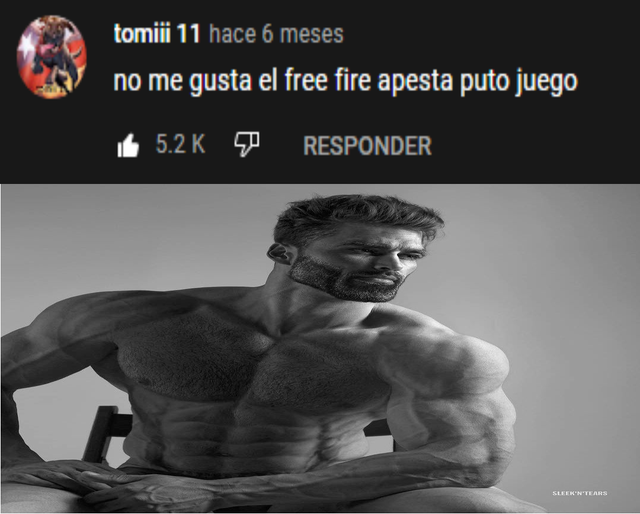 tomiii 11 hace 6 meses
no me gusta el free fire apesta puto juego
5.2 K RESPONDER
SLEEK'N'TEARS